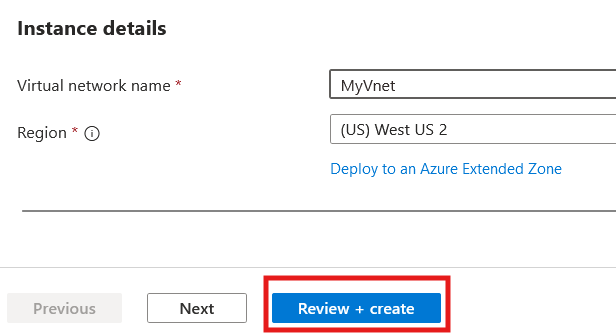 Instance details
Virtual network name *
MyVnet
Region *
(US) West US 2
Deploy to an Azure Extended Zone
Previous
Next
Review + create